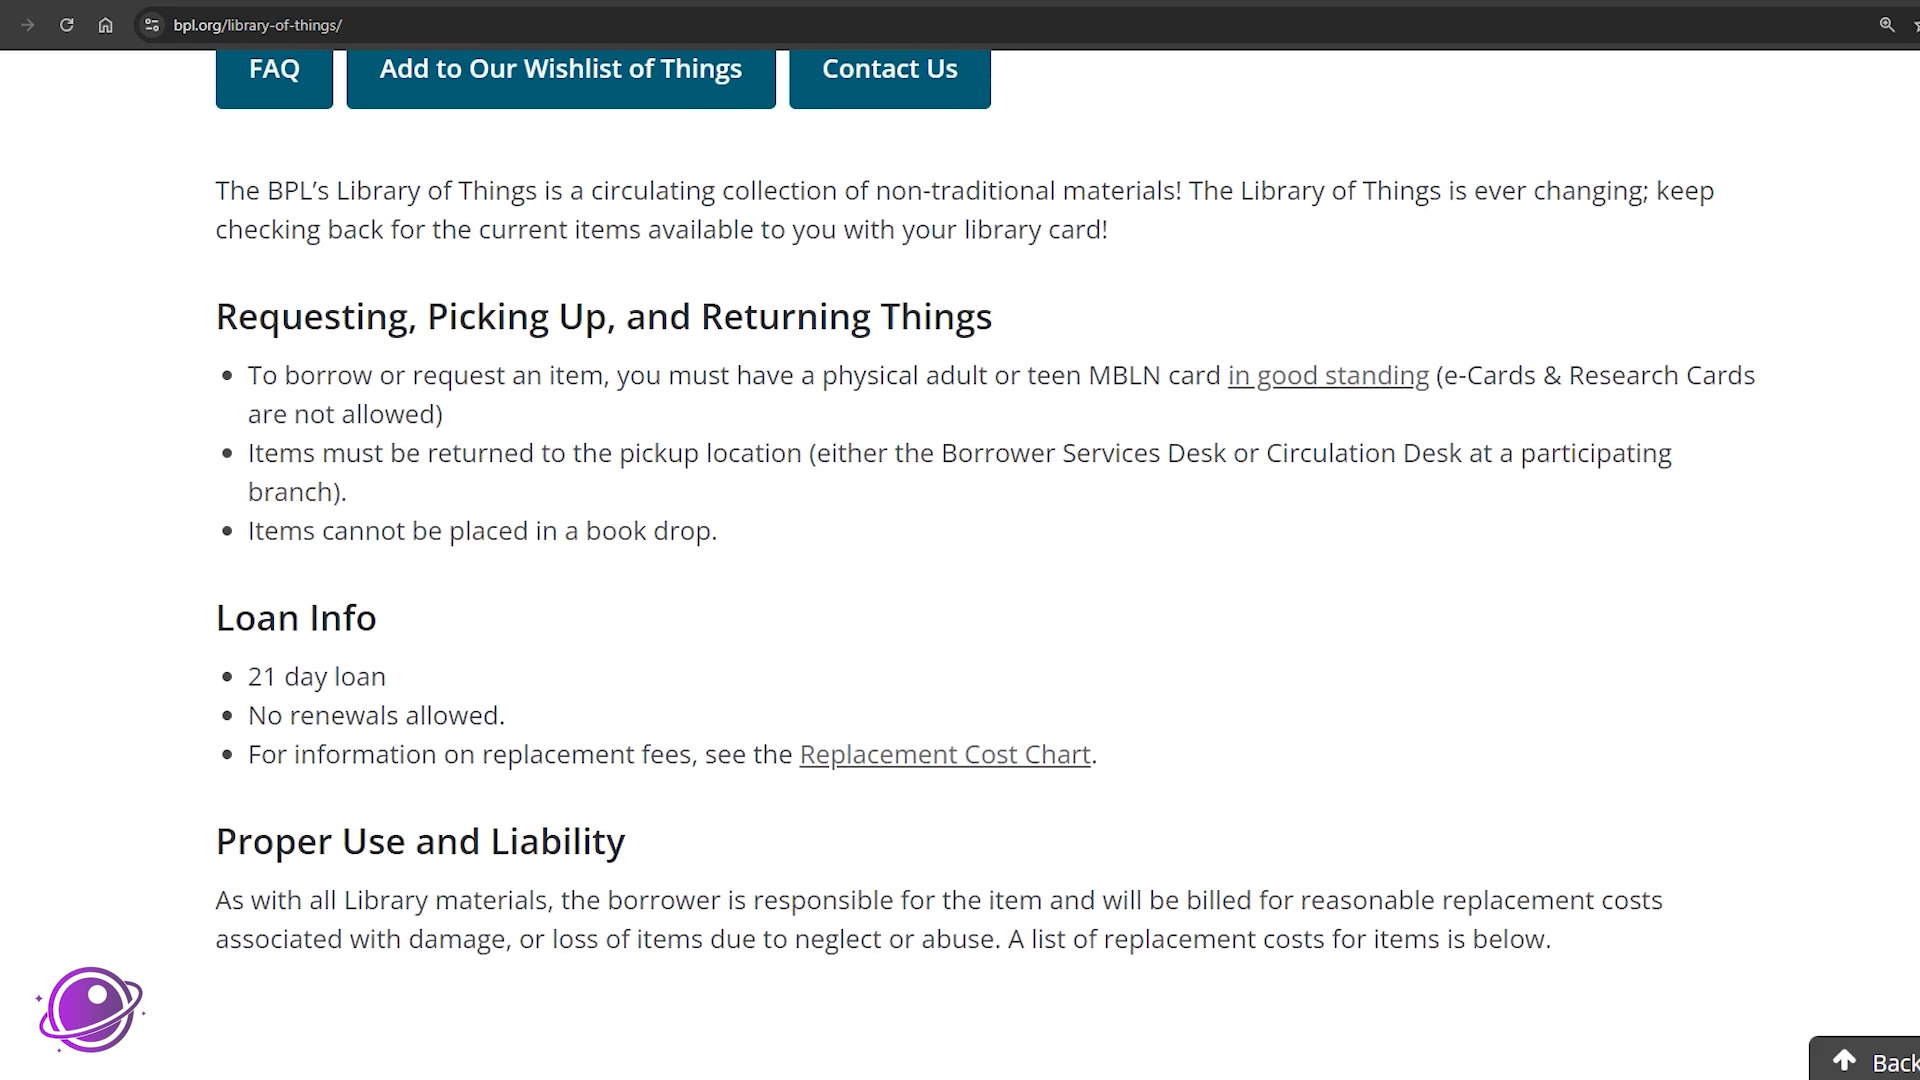 bpl.org/library-of-things/
FAQ
Add to Our Wishlist of Things
Contact Us
The BPL’s Library of Things is a circulating collection of non-traditional materials! The Library of Things is ever changing; keep
checking back for the current items available to you with your library card!
Requesting, Picking Up, and Returning Things
• To borrow or request an item, you must have a physical adult or teen MBLN card in good standing (e-Cards & Research Cards
are not allowed)
• Items must be returned to the pickup location (either the Borrower Services Desk or Circulation Desk at a participating
branch).
• Items cannot be placed in a book drop.
Loan Info
• 21 day loan
• No renewals allowed.
• For information on replacement fees, see the Replacement Cost Chart.
Proper Use and Liability
As with all Library materials, the borrower is responsible for the item and will be billed for reasonable replacement costs
associated with damage, or loss of items due to neglect or abuse. A list of replacement costs for items is below.
Back